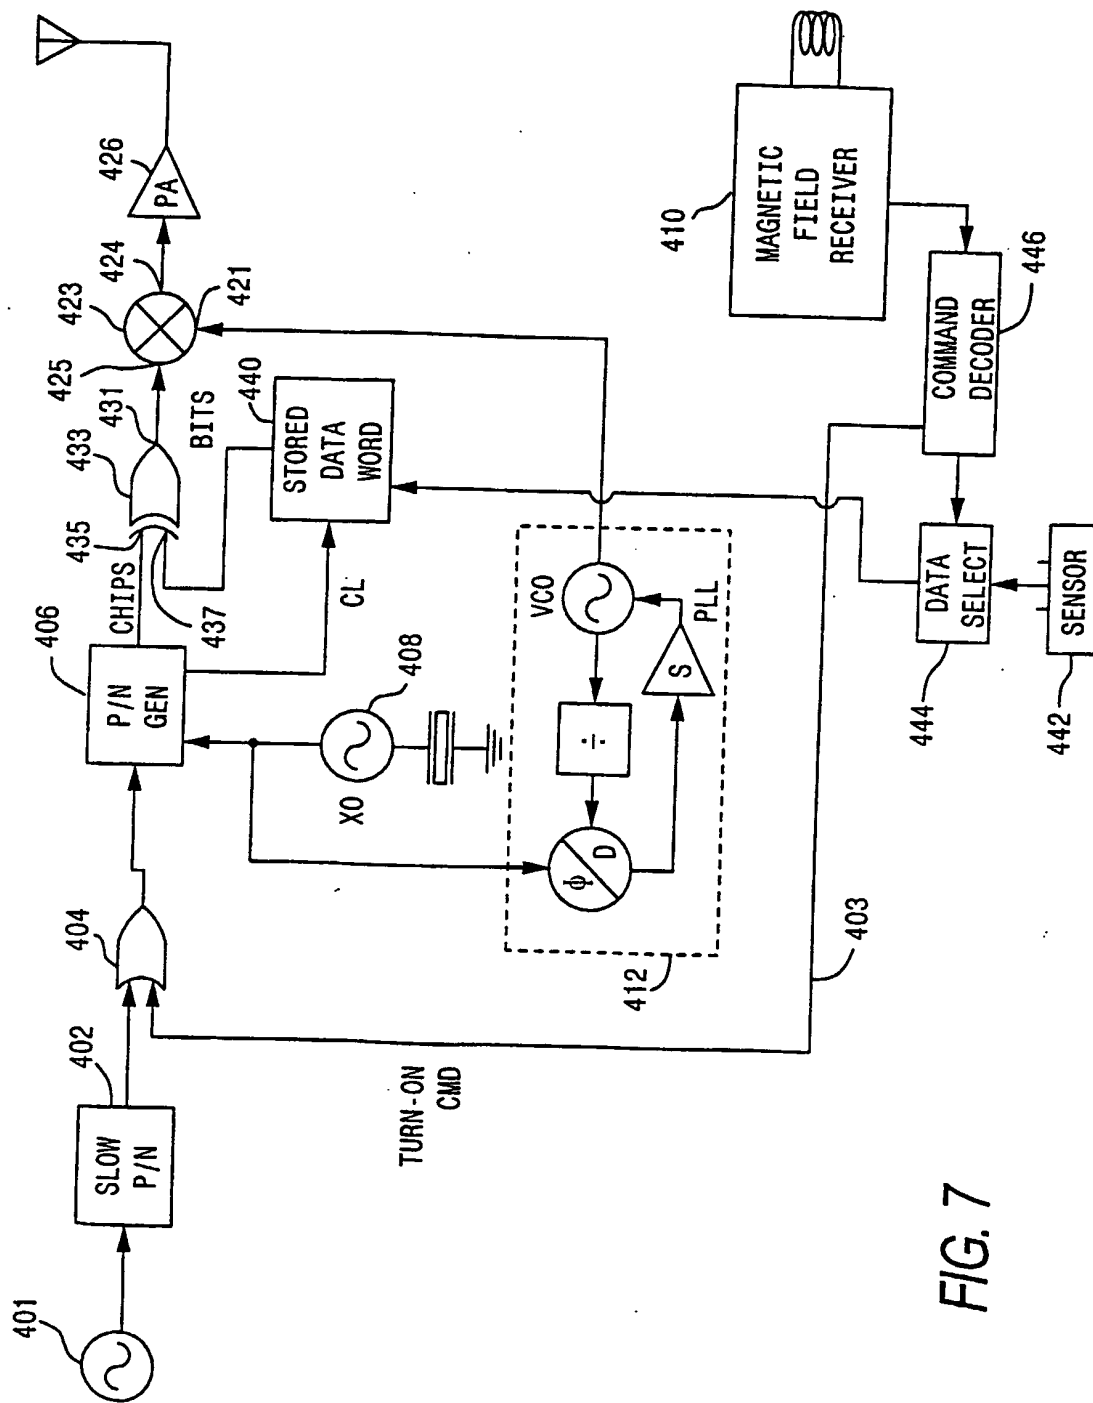 401
SLOW
P/N
402
404
TURN-ON
CMD
403
P/N
GEN
406
CHIPS
435
437
433
431
BITS
425
423
421
424
PA
426
STORED
DATA
WORD
440
CL
XO
408
VCO
÷
ϕ
D
S
PLL
412
MAGNETIC
FIELD
RECEIVER
410
COMMAND
DECODER
446
DATA
SELECT
444
SENSOR
442
FIG. 7